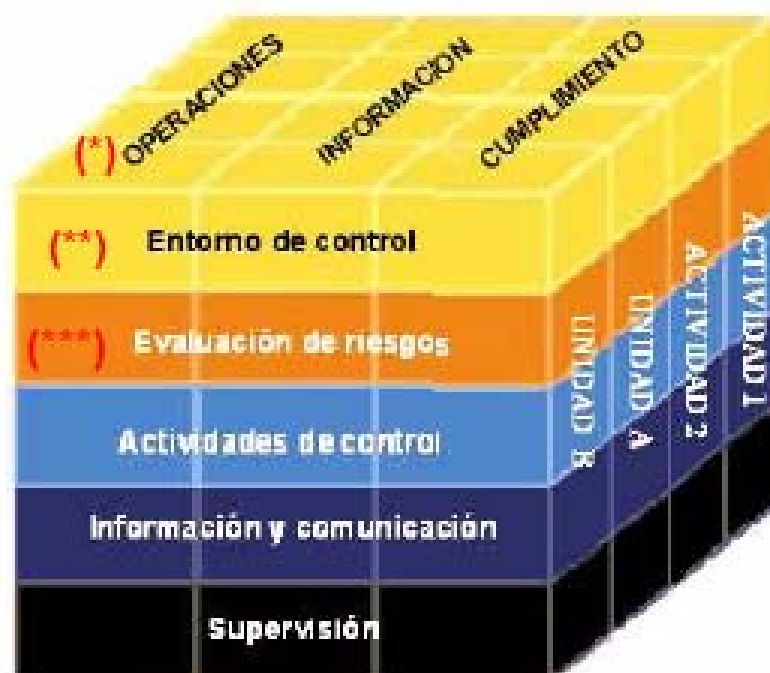 OPERACIONES
INFORMACION
CUMPLIMIENTO
(*)
(**) Entorno de control
(***) Evaluación de riesgos
Actividades de control
Información y comunicación
Supervisión
UNIDAD B
UNIDAD A
ACTIVIDAD 2
ACTIVIDAD 1